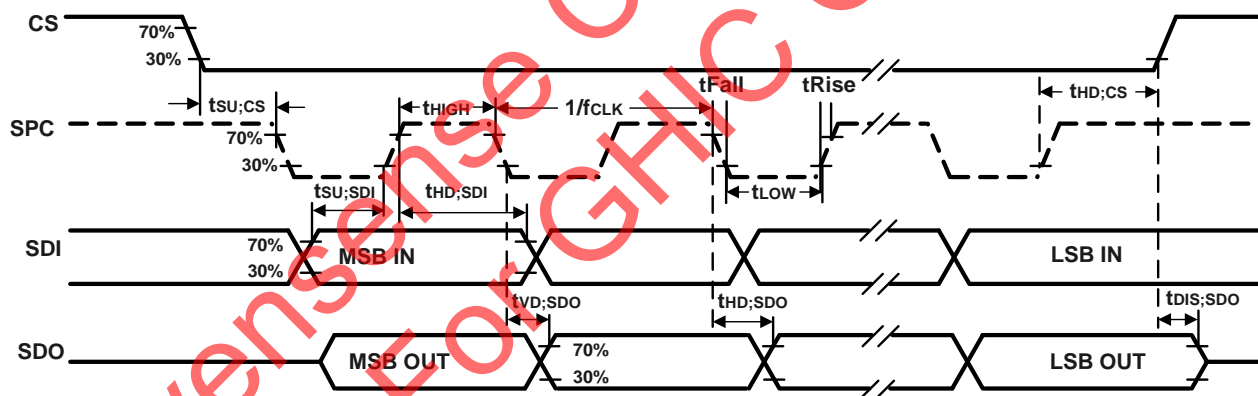 CS
70%
30%
tFall
tRise
tSU;CS
tHIGH
1/fCLK
tHD;CS
SPC
70%
30%
tSU;SDI
tHD;SDI
tLOW
SDI
70%
30%
MSB IN
LSB IN
tVD;SDO
tHD;SDO
tDIS;SDO
SDO
MSB OUT
70%
30%
LSB OUT
For GHIC